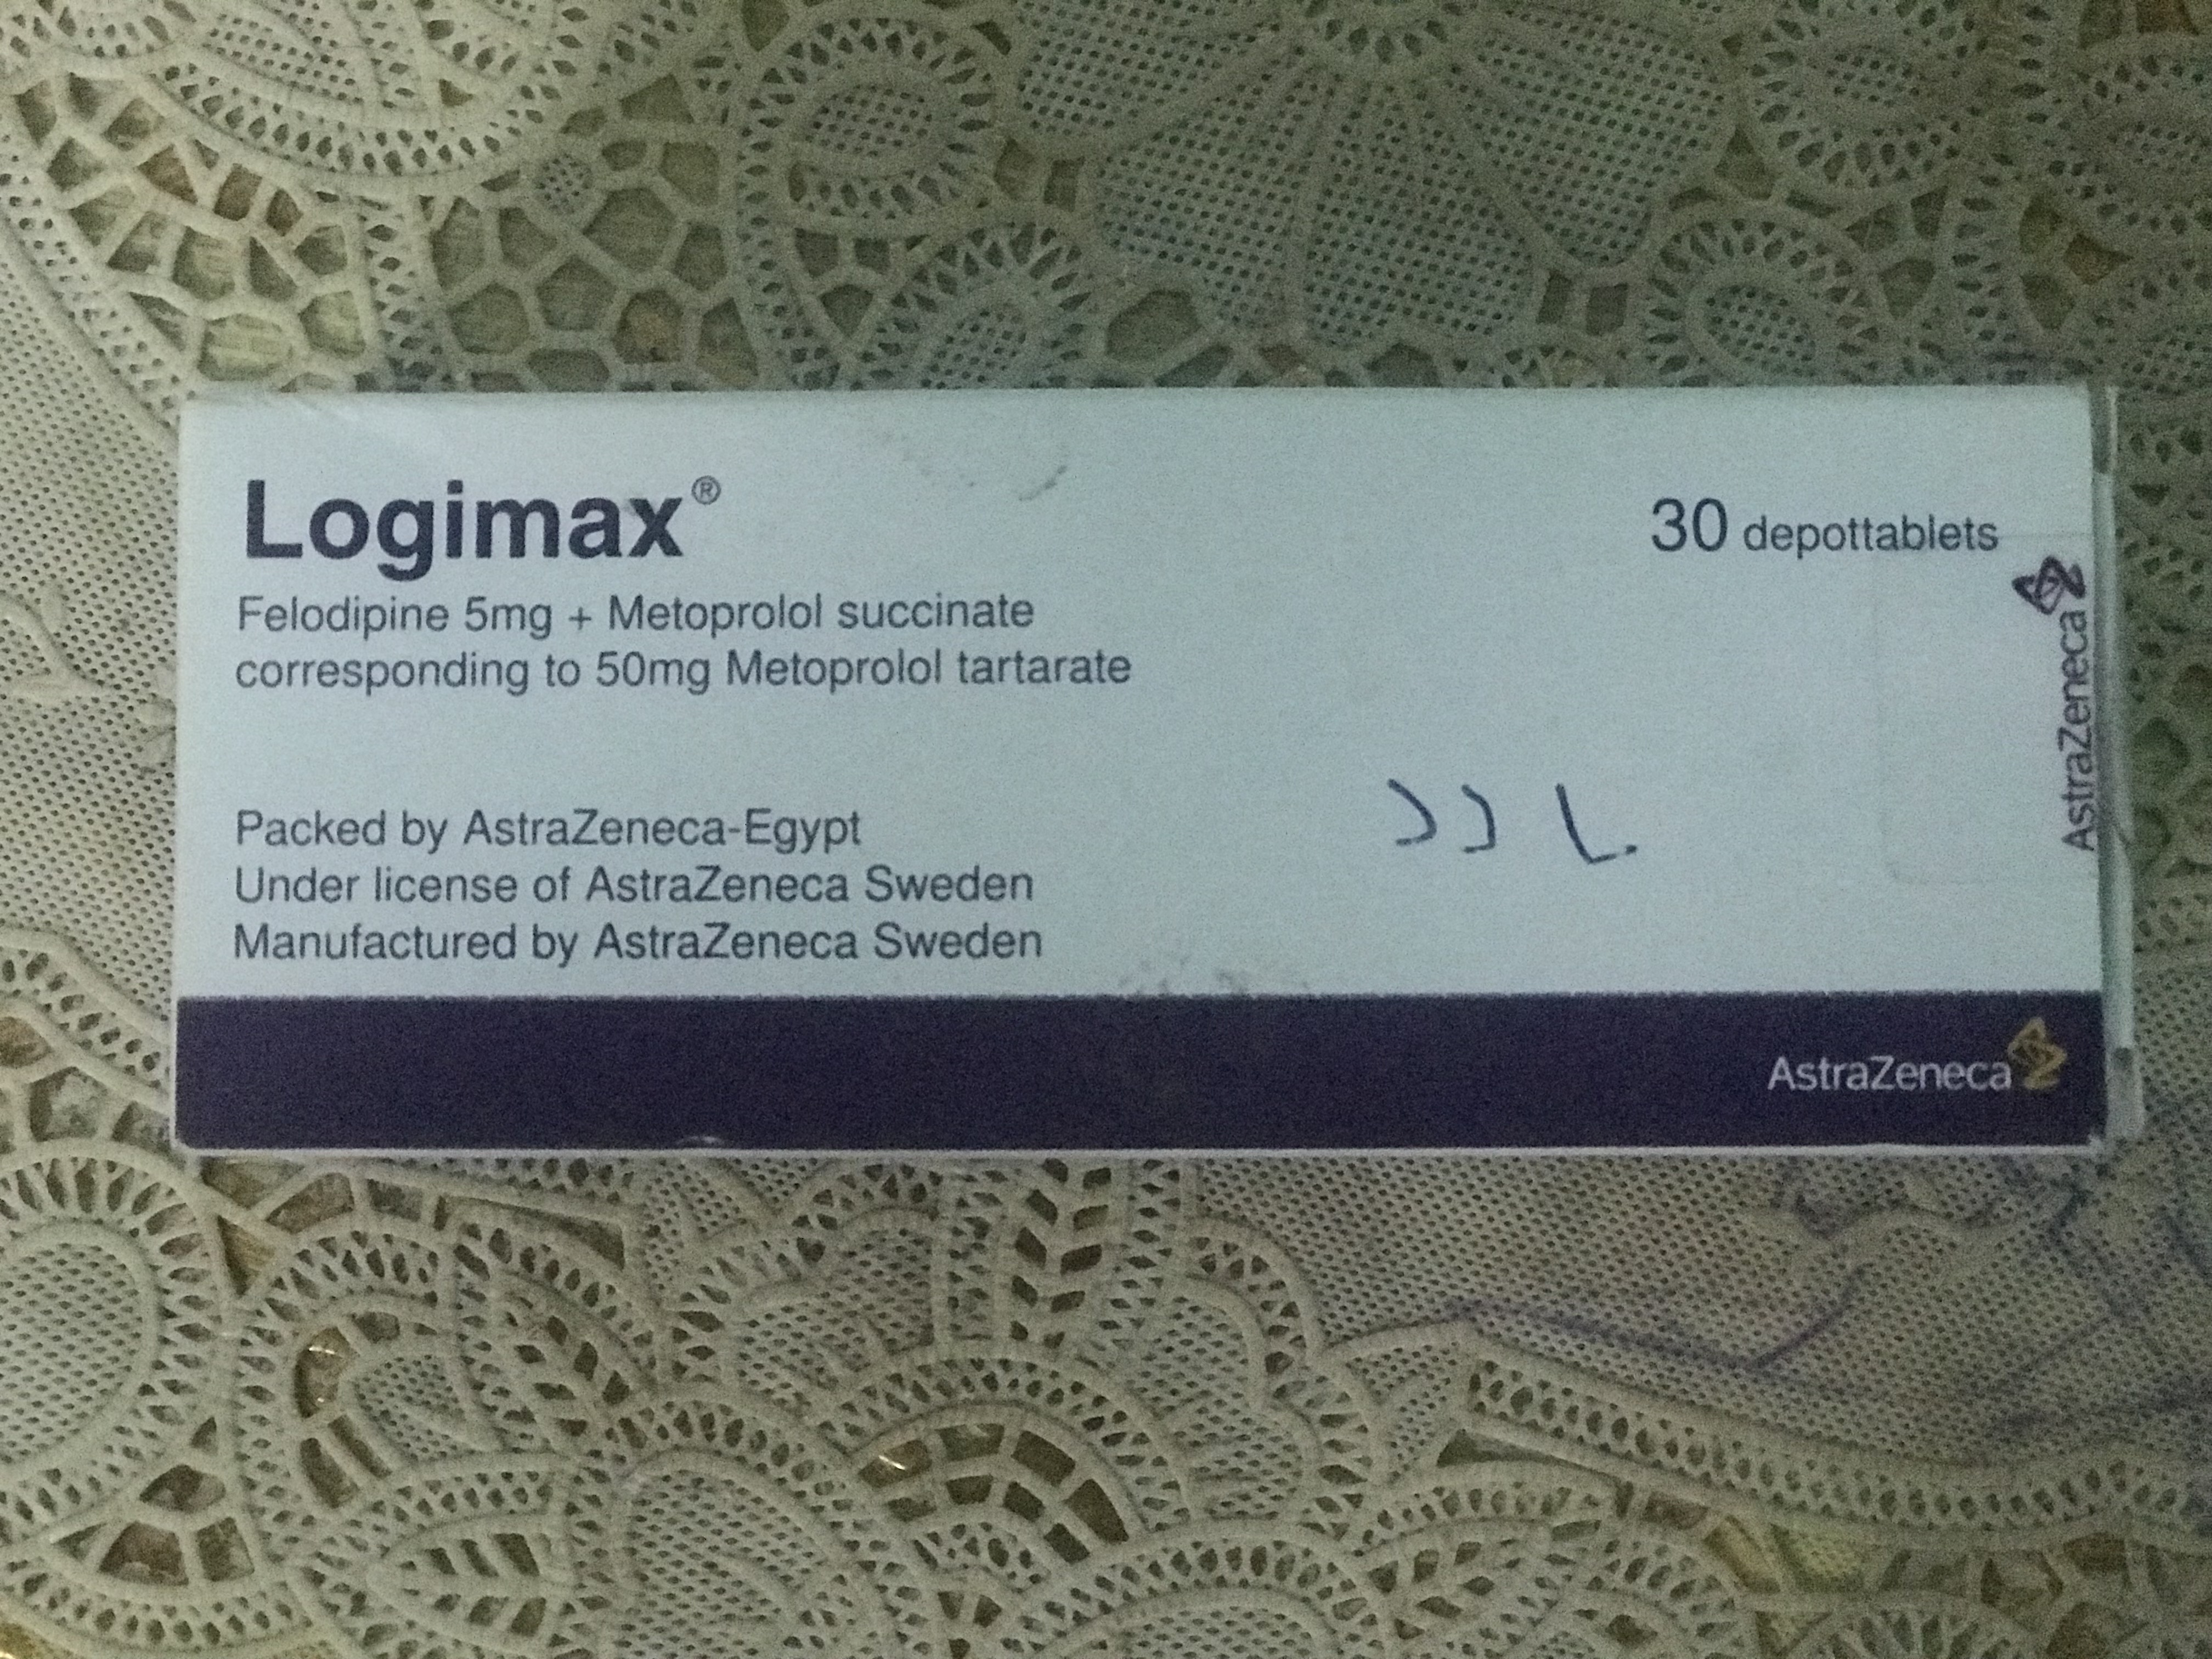 Logimax®
30 depottablets
Felodipine 5mg + Metoprolol succinate
corresponding to 50mg Metoprolol tartarate
Packed by AstraZeneca-Egypt
Under license of AstraZeneca Sweden
Manufactured by AstraZeneca Sweden
AstraZeneca
AstraZeneca